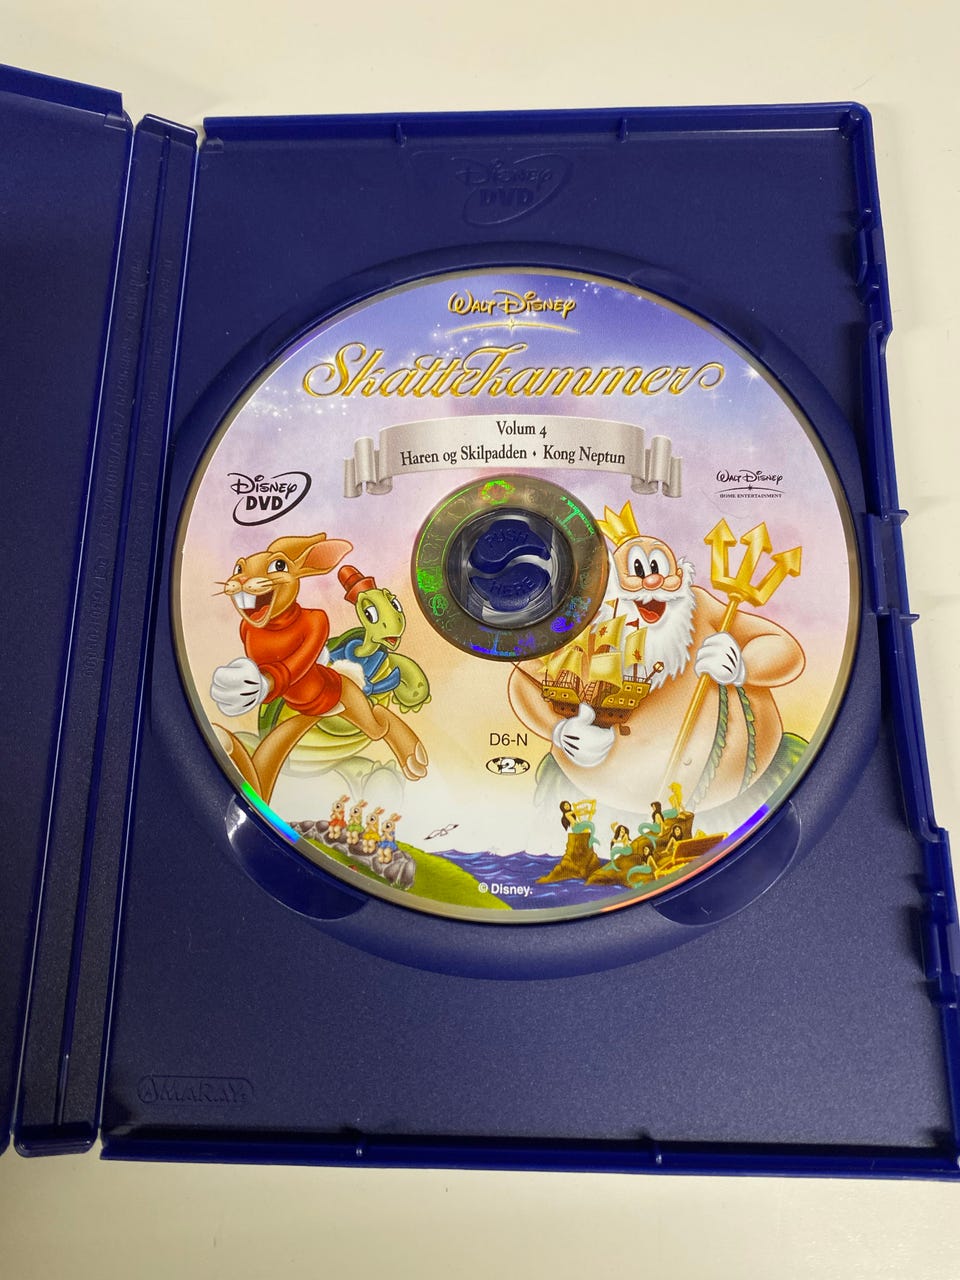 Disney
DVD
Walt Disney
Skattekammer
Volum 4
Haren og Skilpadden • Kong Neptun
Disney
DVD
Walt Disney
HOME ENTERTAINMENT
PUSH
HERE
D6-N
2
© Disney.
AMARAY